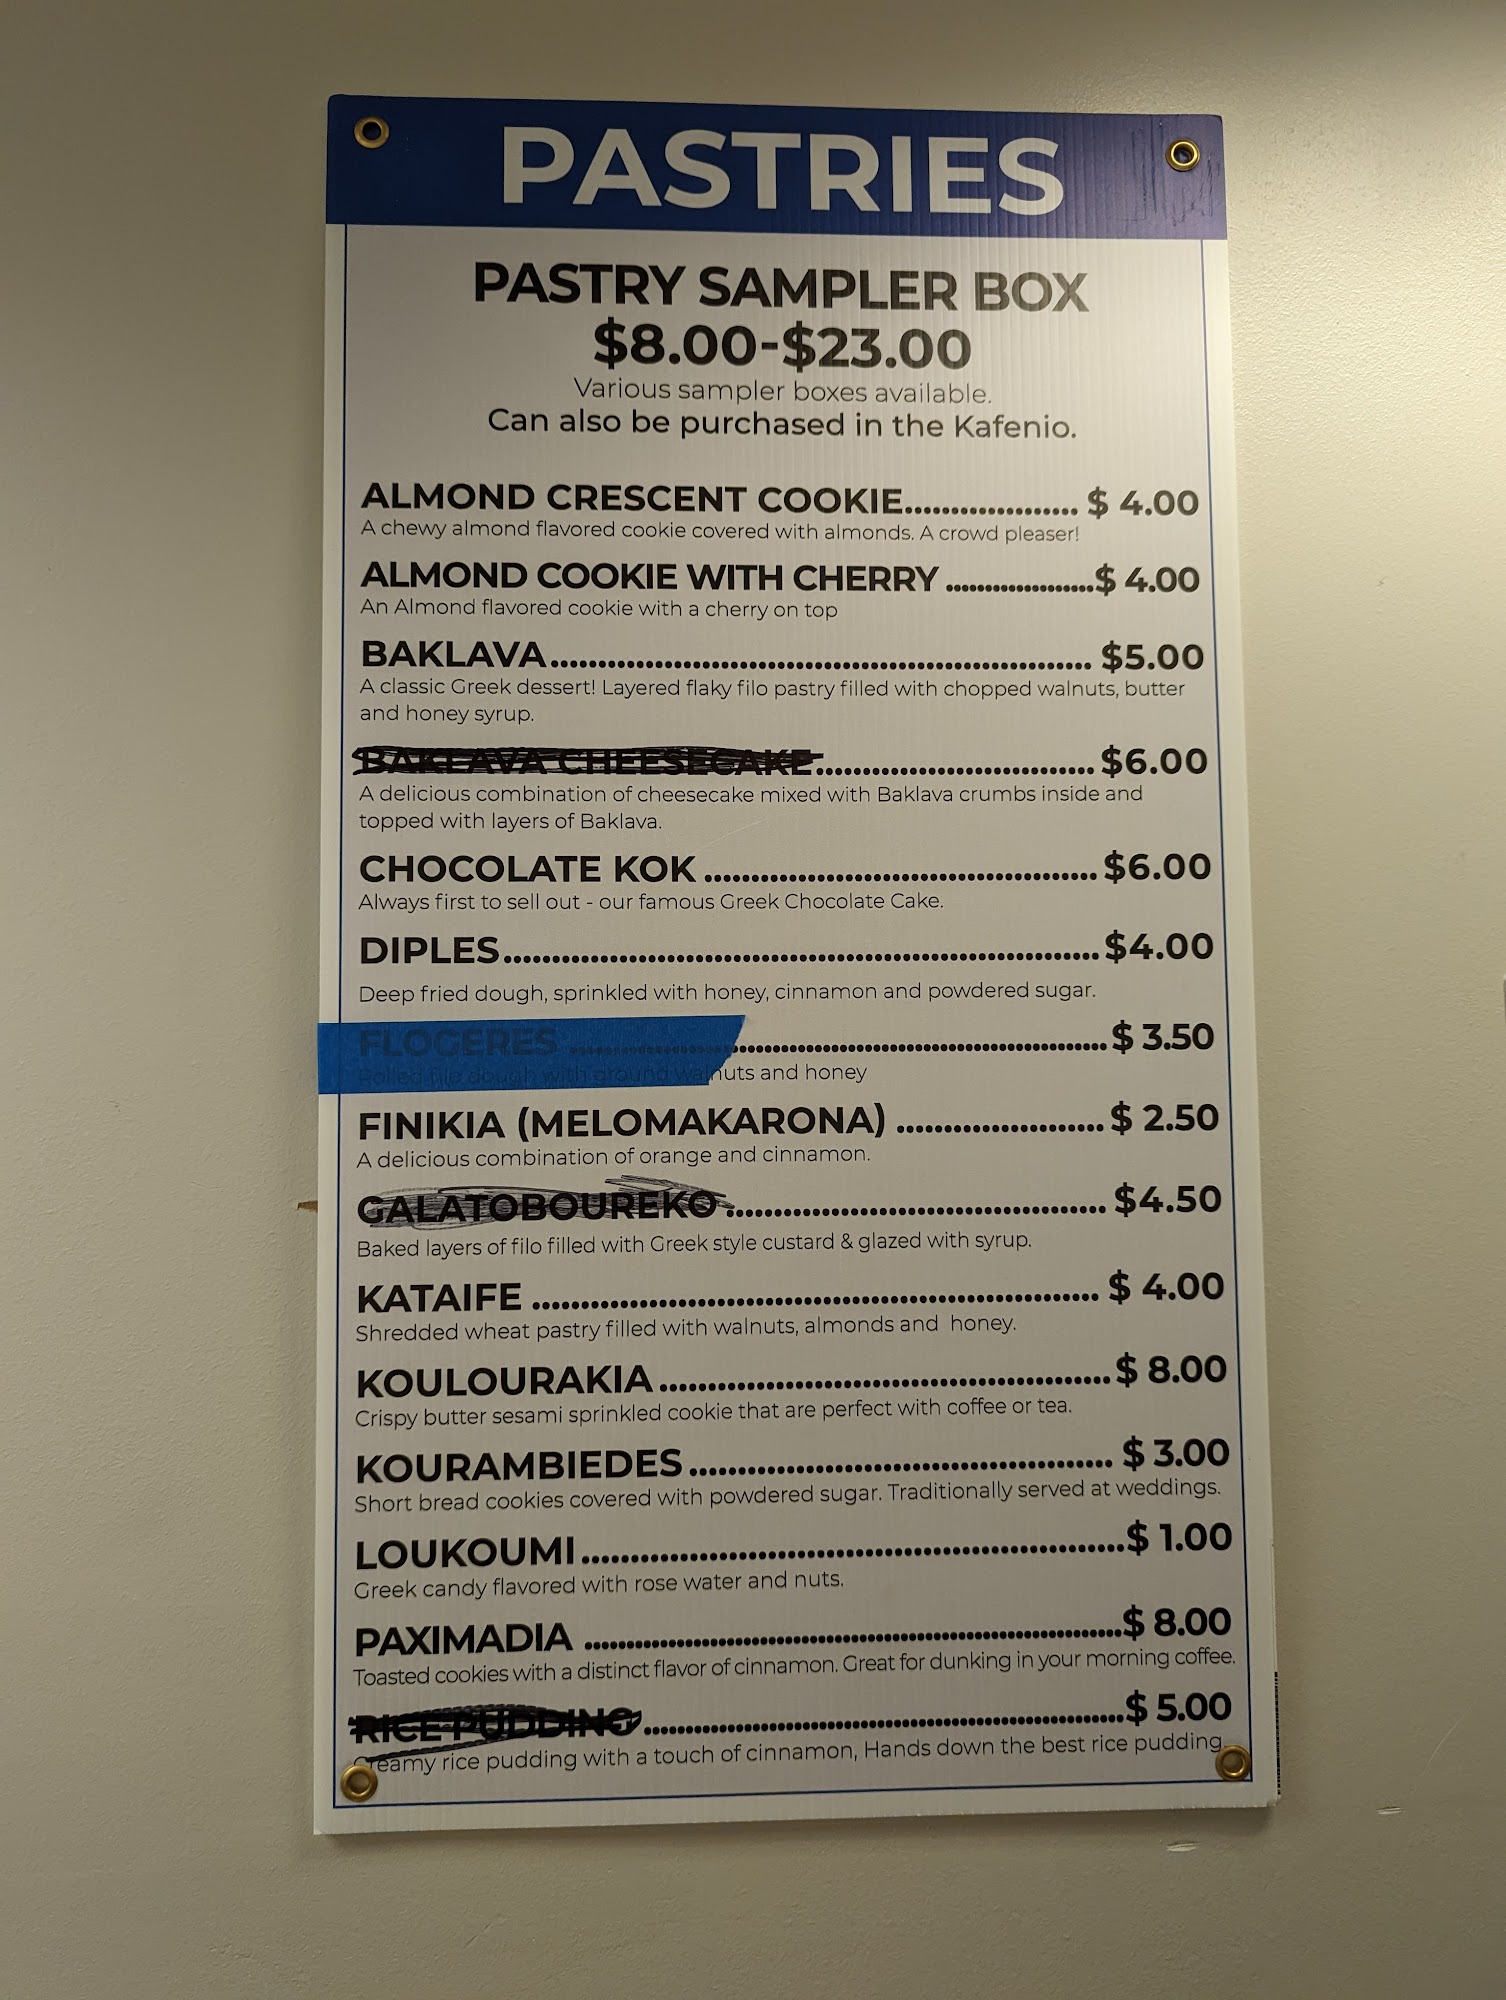 PASTRIES
PASTRY SAMPLER BOX
$8.00-$23.00
Various sampler boxes available.
Can also be purchased in the Kafenio.
ALMOND CRESCENT COOKIE.................... $ 4.00
A chewy almond flavored cookie covered with almonds. A crowd pleaser!
ALMOND COOKIE WITH CHERRY ....................$ 4.00
An Almond flavored cookie with a cherry on top
BAKLAVA.......................................................... $5.00
A classic Greek dessert! Layered flaky filo pastry filled with chopped walnuts, butter
and honey syrup.
BAKLAVA CHEESECAKE.............................. $6.00
A delicious combination of cheesecake mixed with Baklava crumbs inside and
topped with layers of Baklava.
CHOCOLATE KOK .......................................... $6.00
Always first to sell out - our famous Greek Chocolate Cake.
DIPLES................................................................$4.00
Deep fried dough, sprinkled with honey, cinnamon and powdered sugar.
FLOGERES ..........................................................$ 3.50
Rolled filo dough with ground walnuts and honey
FINIKIA (MELOMAKARONA) ...................... $ 2.50
A delicious combination of orange and cinnamon.
GALATOBOUREKO......................................... $4.50
Baked layers of filo filled with Greek style custard & glazed with syrup.
KATAIFE ............................................................ $ 4.00
Shredded wheat pastry filled with walnuts, almonds and honey.
KOULOURAKIA ................................................$ 8.00
Crispy butter sesami sprinkled cookie that are perfect with coffee or tea.
KOURAMBIEDES............................................. $ 3.00
Short bread cookies covered with powdered sugar. Traditionally served at weddings.
LOUKOUMI..........................................................$ 1.00
Greek candy flavored with rose water and nuts.
PAXIMADIA .........................................................$ 8.00
Toasted cookies with a distinct flavor of cinnamon. Great for dunking in your morning coffee.
RICE PUDDING...................................................$ 5.00
Creamy rice pudding with a touch of cinnamon, Hands down the best rice pudding.